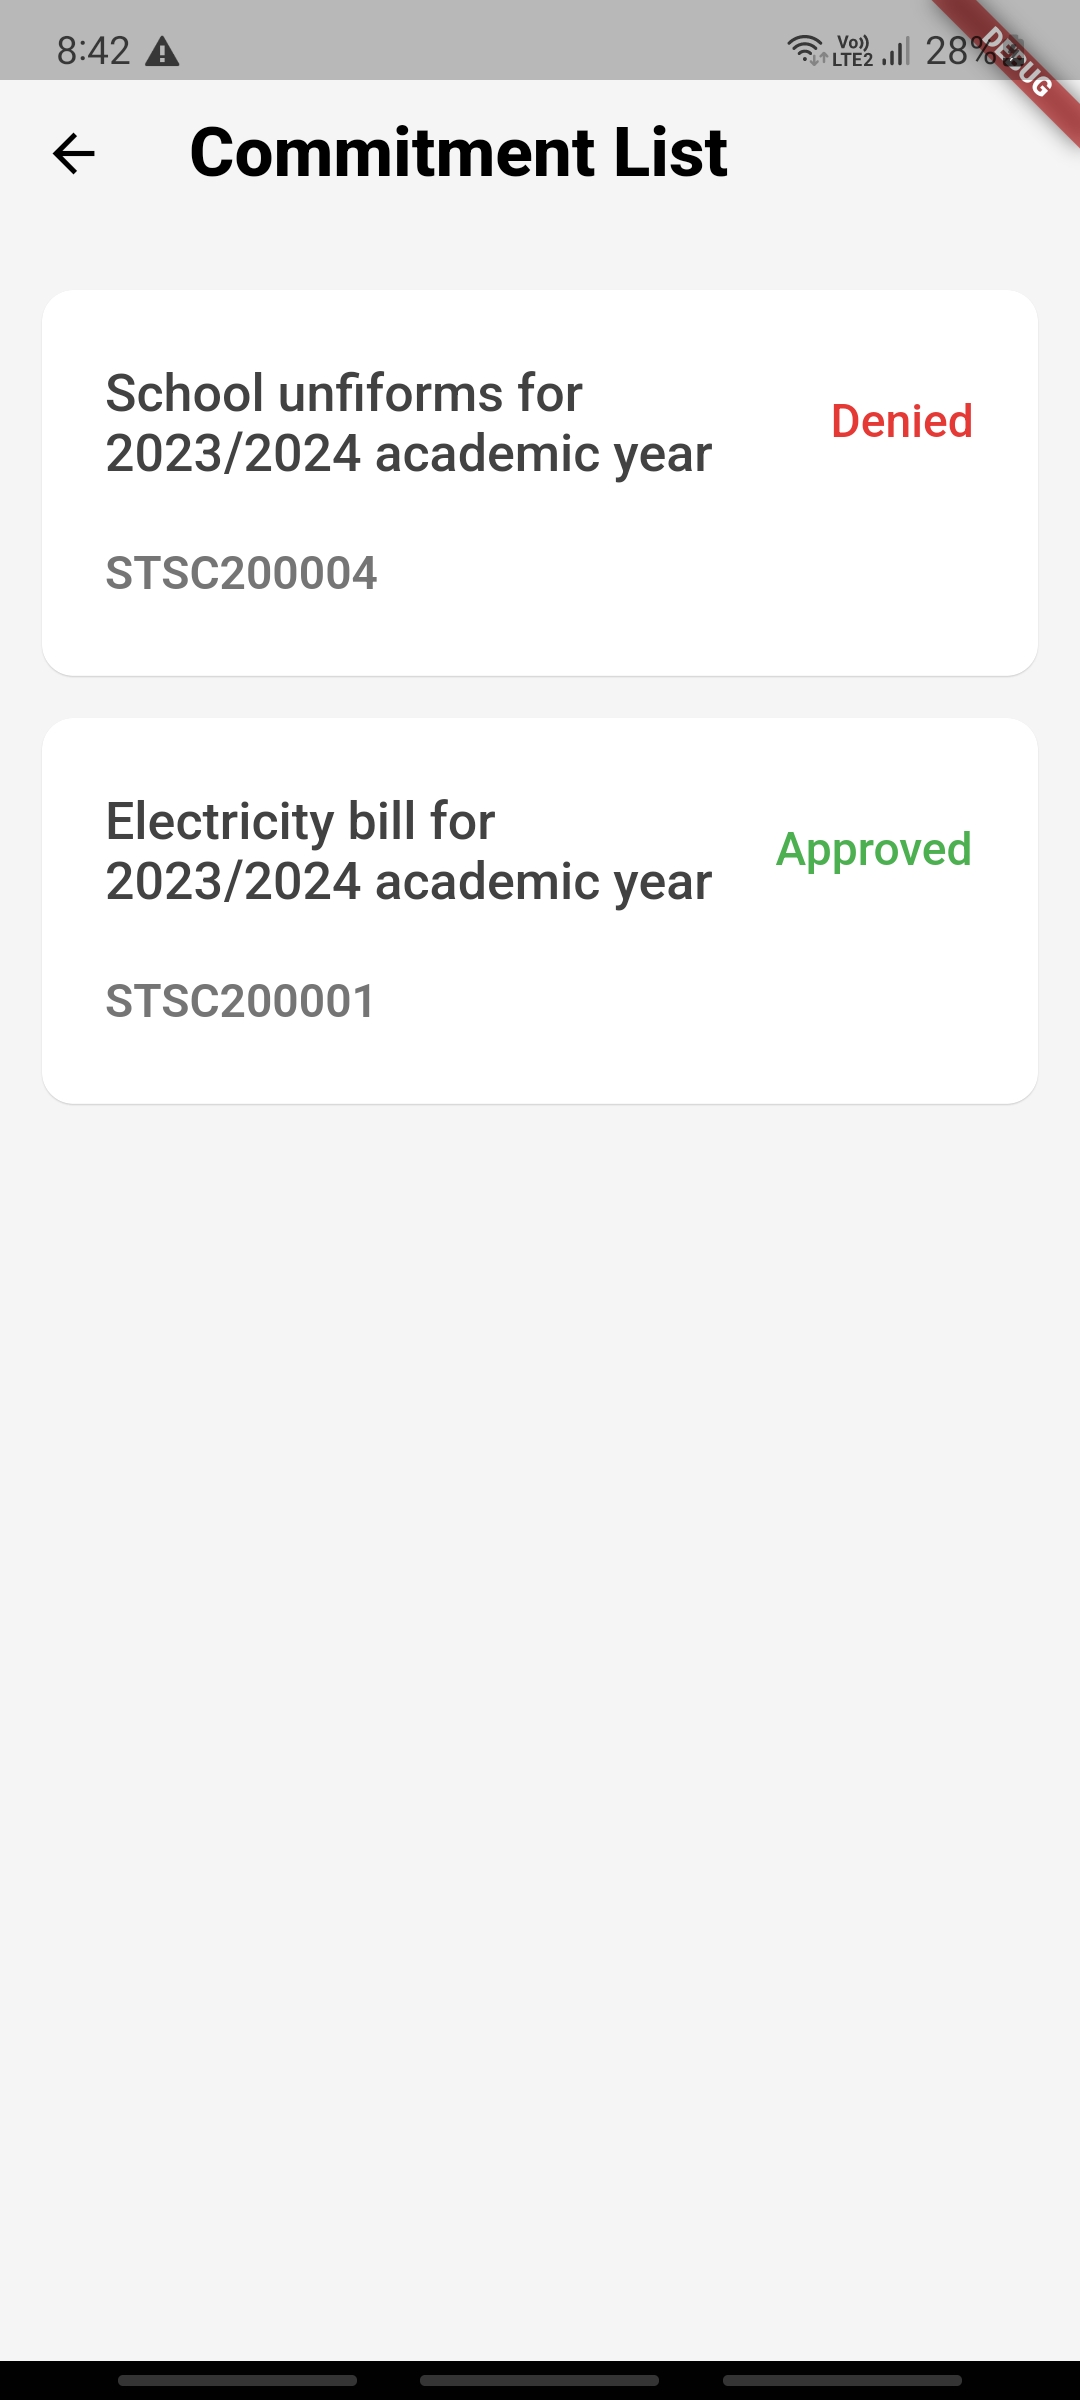 8:42
Vo))
LTE2
28%
DEBUG
Commitment List
School unfiforms for
2023/2024 academic year
Denied
STSC200004
Electricity bill for
2023/2024 academic year
Approved
STSC200001